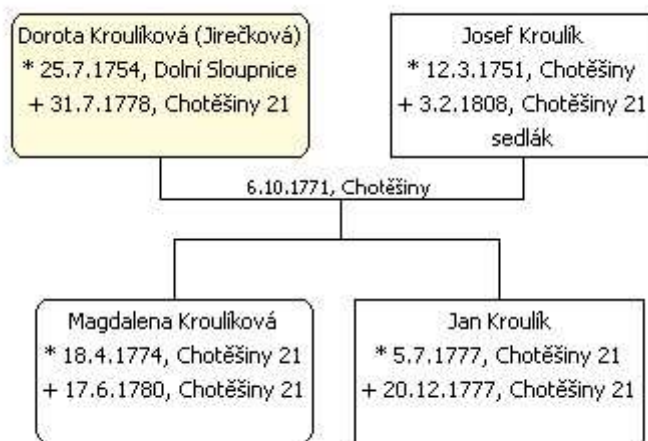 Dorota Kroulíková (Jirečková)
* 25.7.1754, Dolní Sloupnice
+ 31.7.1778, Chotěšiny 21
Josef Kroulík
* 12.3.1751, Chotěšiny
+ 3.2.1808, Chotěšiny 21
sedlák
6.10.1771, Chotěšiny
Magdalena Kroulíková
* 18.4.1774, Chotěšiny 21
+ 17.6.1780, Chotěšiny 21
Jan Kroulík
* 5.7.1777, Chotěšiny 21
+ 20.12.1777, Chotěšiny 21